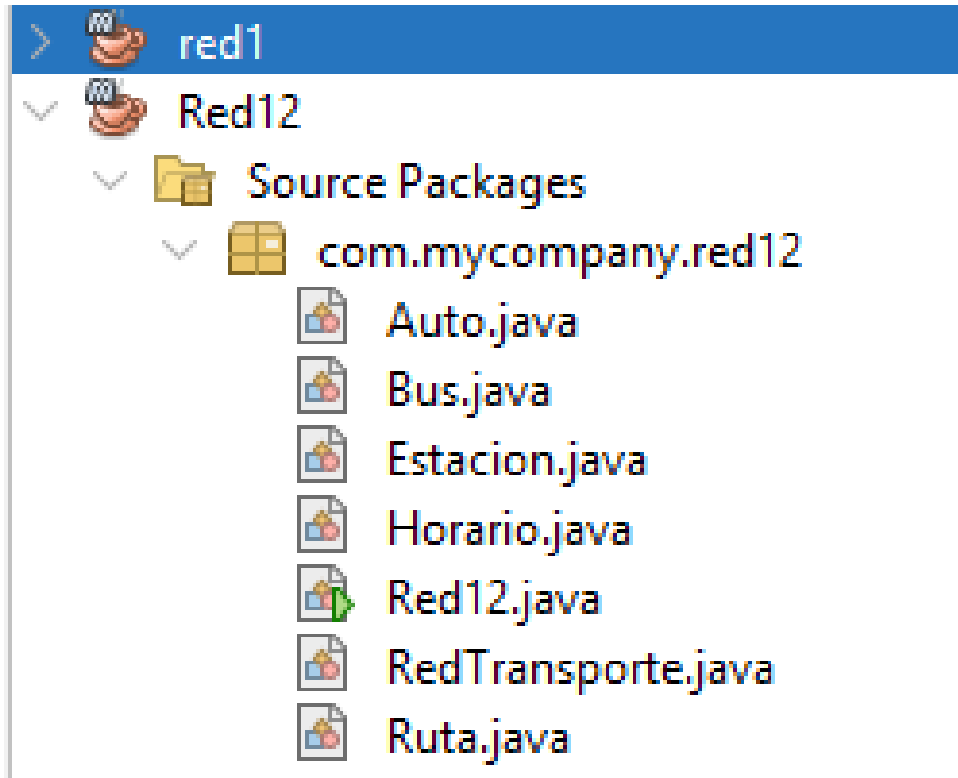 red1
Red12
Source Packages
com.mycompany.red12
Auto.java
Bus.java
Estacion.java
Horario.java
Red12.java
RedTransporte.java
Ruta.java